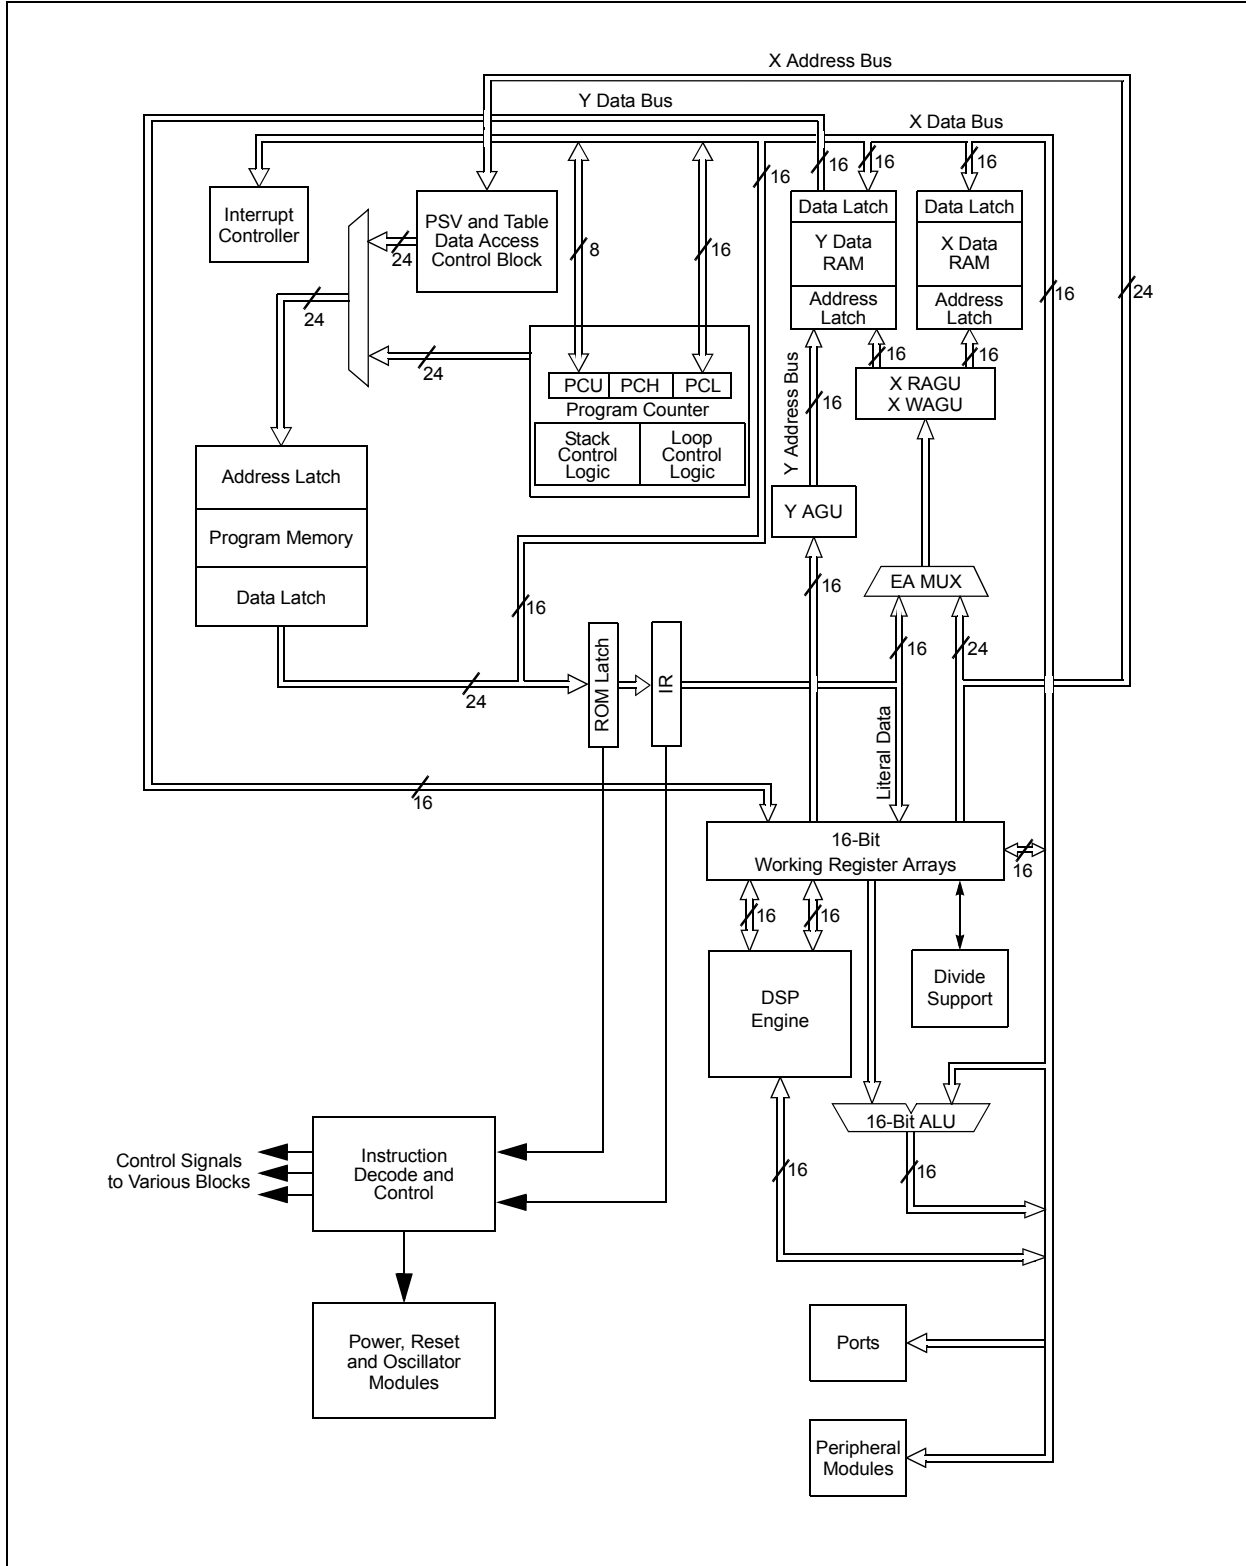 X Address Bus
Y Data Bus
X Data Bus
16
16
16
16
Interrupt
Controller
PSV and Table
Data Access
Control Block
24
8
16
Data Latch
Y Data
RAM
Address
Latch
Data Latch
X Data
RAM
Address
Latch
16
24
24
24
16
16
PCU
PCH
PCL
Program Counter
Stack
Control
Logic
Loop
Control
Logic
Y Address Bus
16
X RAGU
X WAGU
Address Latch
Program Memory
Data Latch
Y AGU
16
EA MUX
16
16
24
24
ROM Latch
IR
Literal Data
16
16-Bit
Working Register Arrays
16
16
16
DSP
Engine
Divide
Support
16-Bit ALU
16
16
Control Signals
to Various Blocks
Instruction
Decode and
Control
Power, Reset
and Oscillator
Modules
Ports
Peripheral
Modules